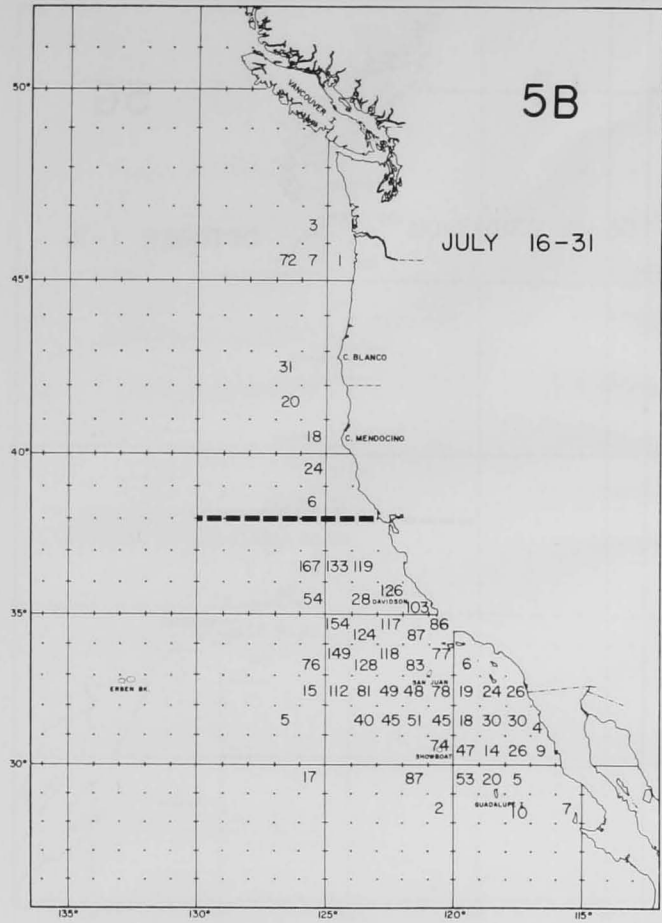 5B
50°
VANCOUVER I.
3
JULY 16-31
72 7 1
45°
31
C. BLANCO
20
18
C. MENDOCINO
40°
24
6
167 133 119
126
54 28 DAVIDSON 103
35°
154 117 86
124 87
149 118 77
76 128 83 6
SAN JUAN
ERBEN BK.
15 112 81 49 48 78 19 24 26
5 40 45 51 45 18 30 30
4
74
SHOWBOAT
47 14 26 9
30°
17 87 53 20 5
GUADALUPE I.
2 10 7
135° 130° 125° 120° 115°